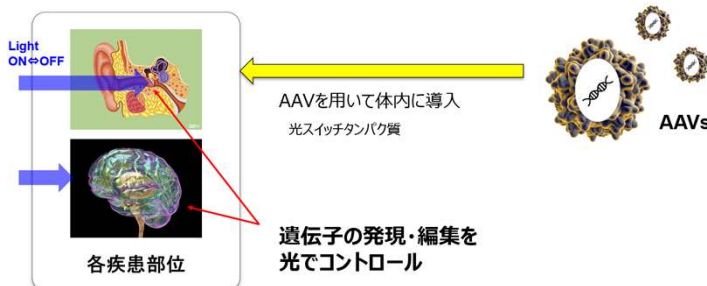 Light
ON⇔OFF
AAVを用いて体内に導入
光スイッチタンパク質
AAVs
遺伝子の発現・編集を
光でコントロール
各疾患部位